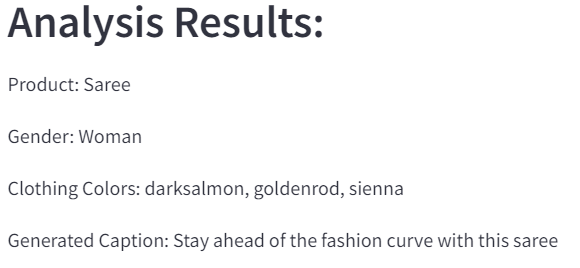 Analysis Results:
Product: Saree
Gender: Woman
Clothing Colors: darksalmon, goldenrod, sienna
Generated Caption: Stay ahead of the fashion curve with this saree